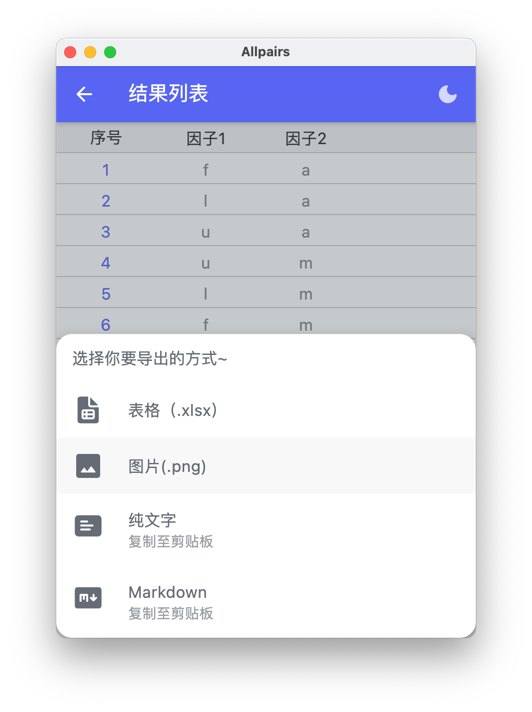 Allpairs
结果列表
序号 因子1 因子2
1 f a
2 l a
3 u a
4 u m
5 l m
6 f m
选择你要导出的方式~
表格（.xlsx）
图片(.png)
纯文字
复制至剪贴板
Markdown
复制至剪贴板